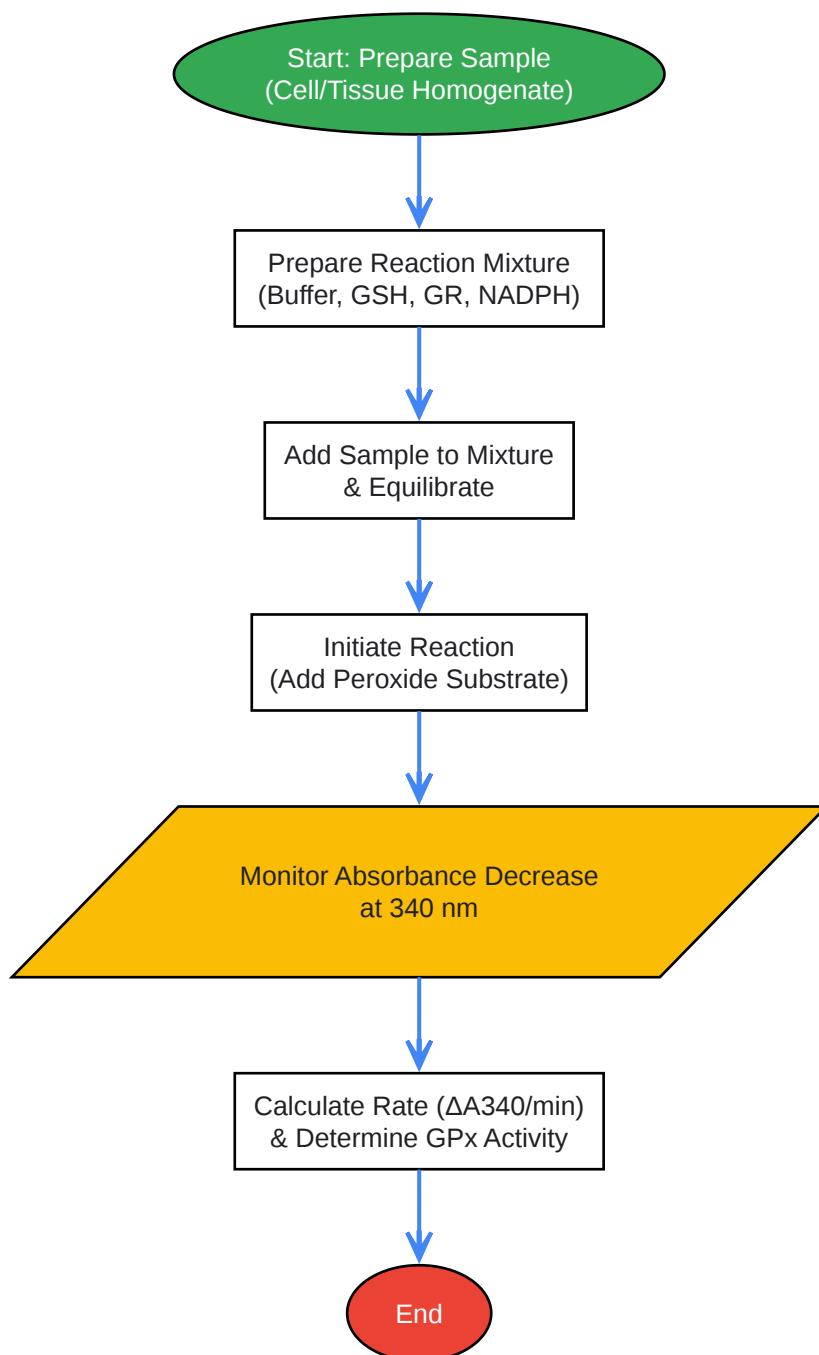 Start: Prepare Sample
(Cell/Tissue Homogenate)
Prepare Reaction Mixture
(Buffer, GSH, GR, NADPH)
Add Sample to Mixture
& Equilibrate
Initiate Reaction
(Add Peroxide Substrate)
Monitor Absorbance Decrease
at 340 nm
Calculate Rate (ΔA340/min)
& Determine GPx Activity
End